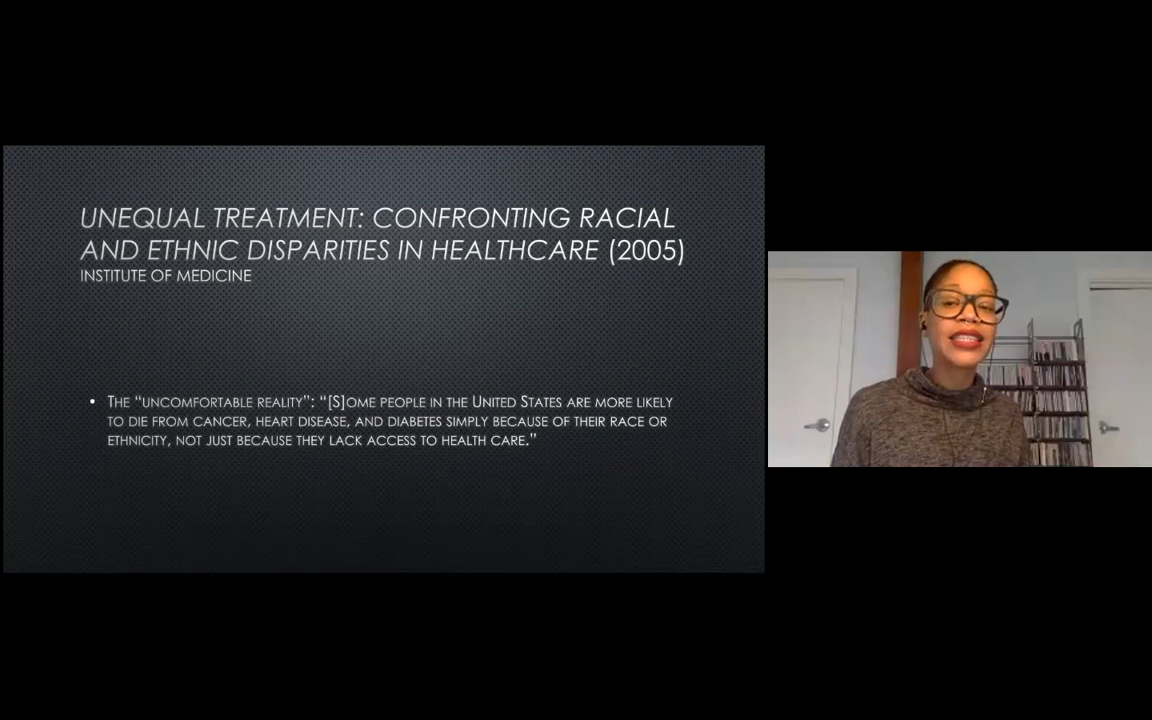 UNEQUAL TREATMENT: CONFRONTING RACIAL
AND ETHNIC DISPARITIES IN HEALTHCARE (2005)
INSTITUTE OF MEDICINE
• THE “UNCOMFORTABLE REALITY”: “[S]OME PEOPLE IN THE UNITED STATES ARE MORE LIKELY
TO DIE FROM CANCER, HEART DISEASE, AND DIABETES SIMPLY BECAUSE OF THEIR RACE OR
ETHNICITY, NOT JUST BECAUSE THEY LACK ACCESS TO HEALTH CARE.”